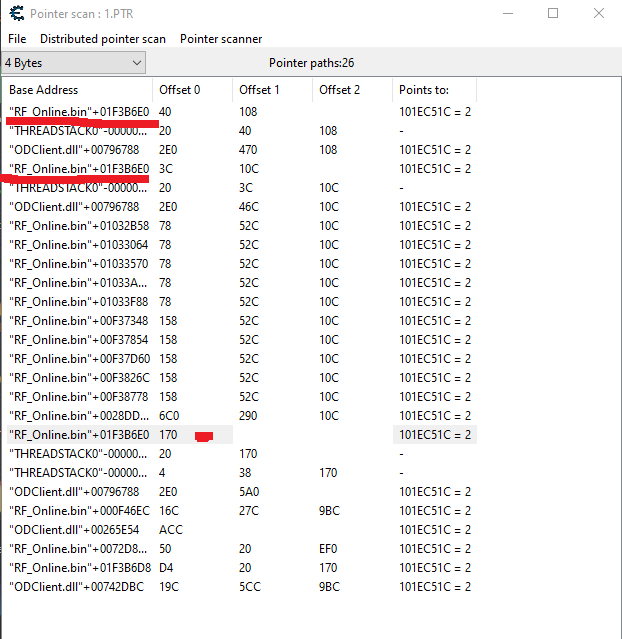 Pointer scan : 1.PTR
File Distributed pointer scan Pointer scanner
4 Bytes Pointer paths:26
Base Address Offset 0 Offset 1 Offset 2 Points to:
"RF_Online.bin"+01F3B6E0 40 108 101EC51C = 2
"THREADSTACK0"-00000... 20 40 108 -
"ODClient.dll"+00796788 2E0 470 108 101EC51C = 2
"RF_Online.bin"+01F3B6E0 3C 10C 101EC51C = 2
"THREADSTACK0"-00000... 20 3C 10C -
"ODClient.dll"+00796788 2E0 46C 10C 101EC51C = 2
"RF_Online.bin"+01032B58 78 52C 10C 101EC51C = 2
"RF_Online.bin"+01033064 78 52C 10C 101EC51C = 2
"RF_Online.bin"+01033570 78 52C 10C 101EC51C = 2
"RF_Online.bin"+01033A... 78 52C 10C 101EC51C = 2
"RF_Online.bin"+01033F88 78 52C 10C 101EC51C = 2
"RF_Online.bin"+00F37348 158 52C 10C 101EC51C = 2
"RF_Online.bin"+00F37854 158 52C 10C 101EC51C = 2
"RF_Online.bin"+00F37D60 158 52C 10C 101EC51C = 2
"RF_Online.bin"+00F3826C 158 52C 10C 101EC51C = 2
"RF_Online.bin"+00F38778 158 52C 10C 101EC51C = 2
"RF_Online.bin"+0028DD... 6C0 290 10C 101EC51C = 2
"RF_Online.bin"+01F3B6E0 170 101EC51C = 2
"THREADSTACK0"-00000... 20 170 -
"THREADSTACK0"-00000... 4 38 170 -
"ODClient.dll"+00796788 2E0 5A0 101EC51C = 2
"RF_Online.bin"+000F46EC 16C 27C 9BC 101EC51C = 2
"ODClient.dll"+00265E54 ACC 101EC51C = 2
"RF_Online.bin"+0072D8... 50 20 EF0 101EC51C = 2
"RF_Online.bin"+01F3B6D8 D4 20 170 101EC51C = 2
"ODClient.dll"+00742DBC 19C 5CC 9BC 101EC51C = 2